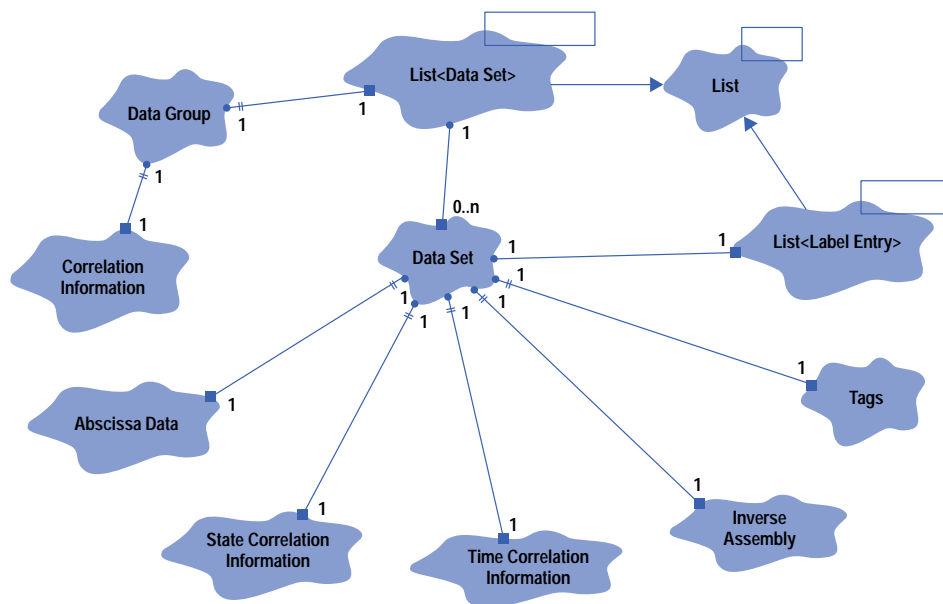 List<Data Set>
List
Data Group
1
1
1
1
0..n
1
List<Label Entry>
Data Set
1
1
Correlation
Information
1
1
1
1
1
1
1
Tags
Abscissa Data
1
1
State Correlation
Information
1
Time Correlation
Information
1
Inverse
Assembly